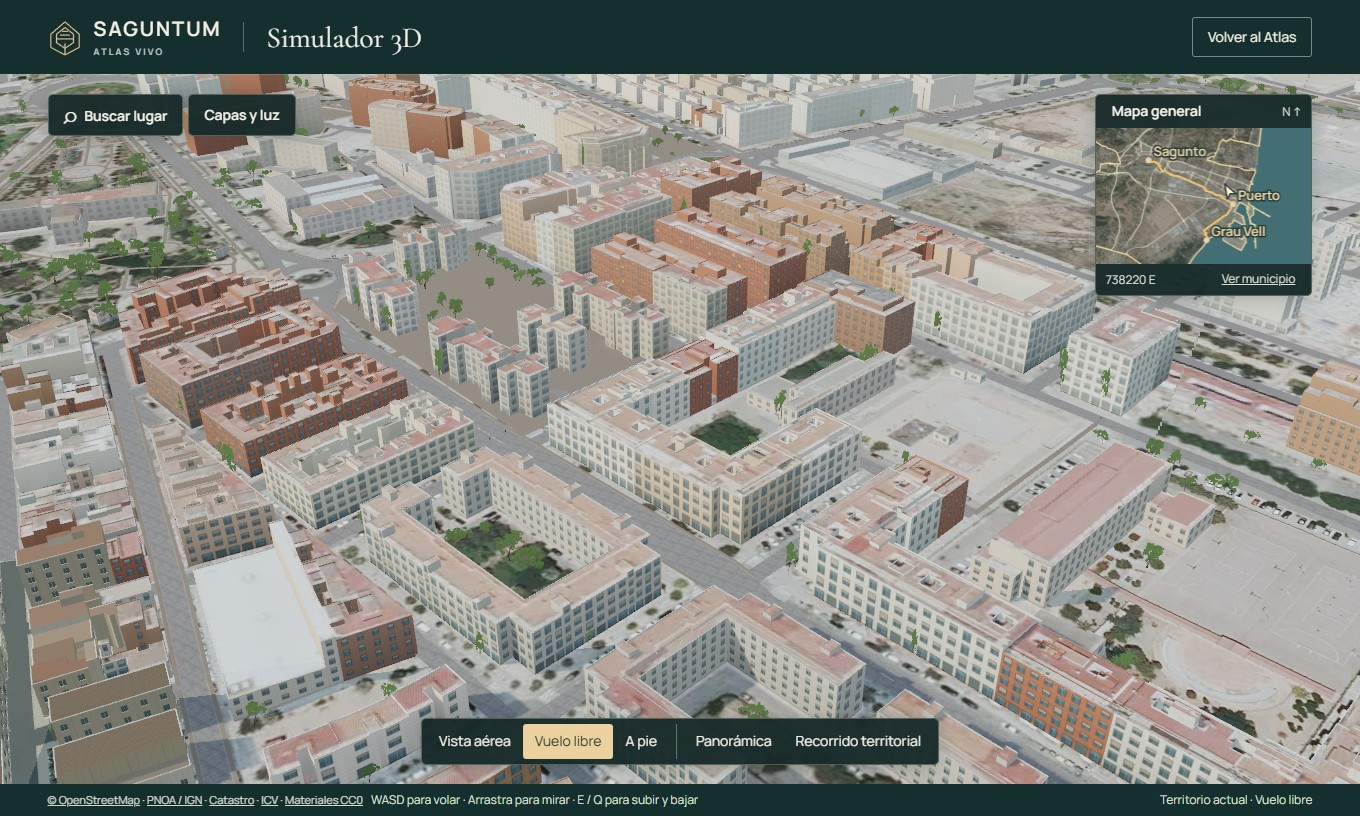 SAGUNTUM
ATLAS VIVO
Simulador 3D
Volver al Atlas
Buscar lugar
Capas y luz
Mapa general
N ↑
Sagunto
Puerto
Grau Vell
738220 E
Ver municipio
Vista aérea
Vuelo libre
A pie
Panorámica
Recorrido territorial
© OpenStreetMap · PNOA / IGN · Catastro · ICV · Materiales CC0 WASD para volar · Arrastra para mirar · E / Q para subir y bajar
Territorio actual · Vuelo libre